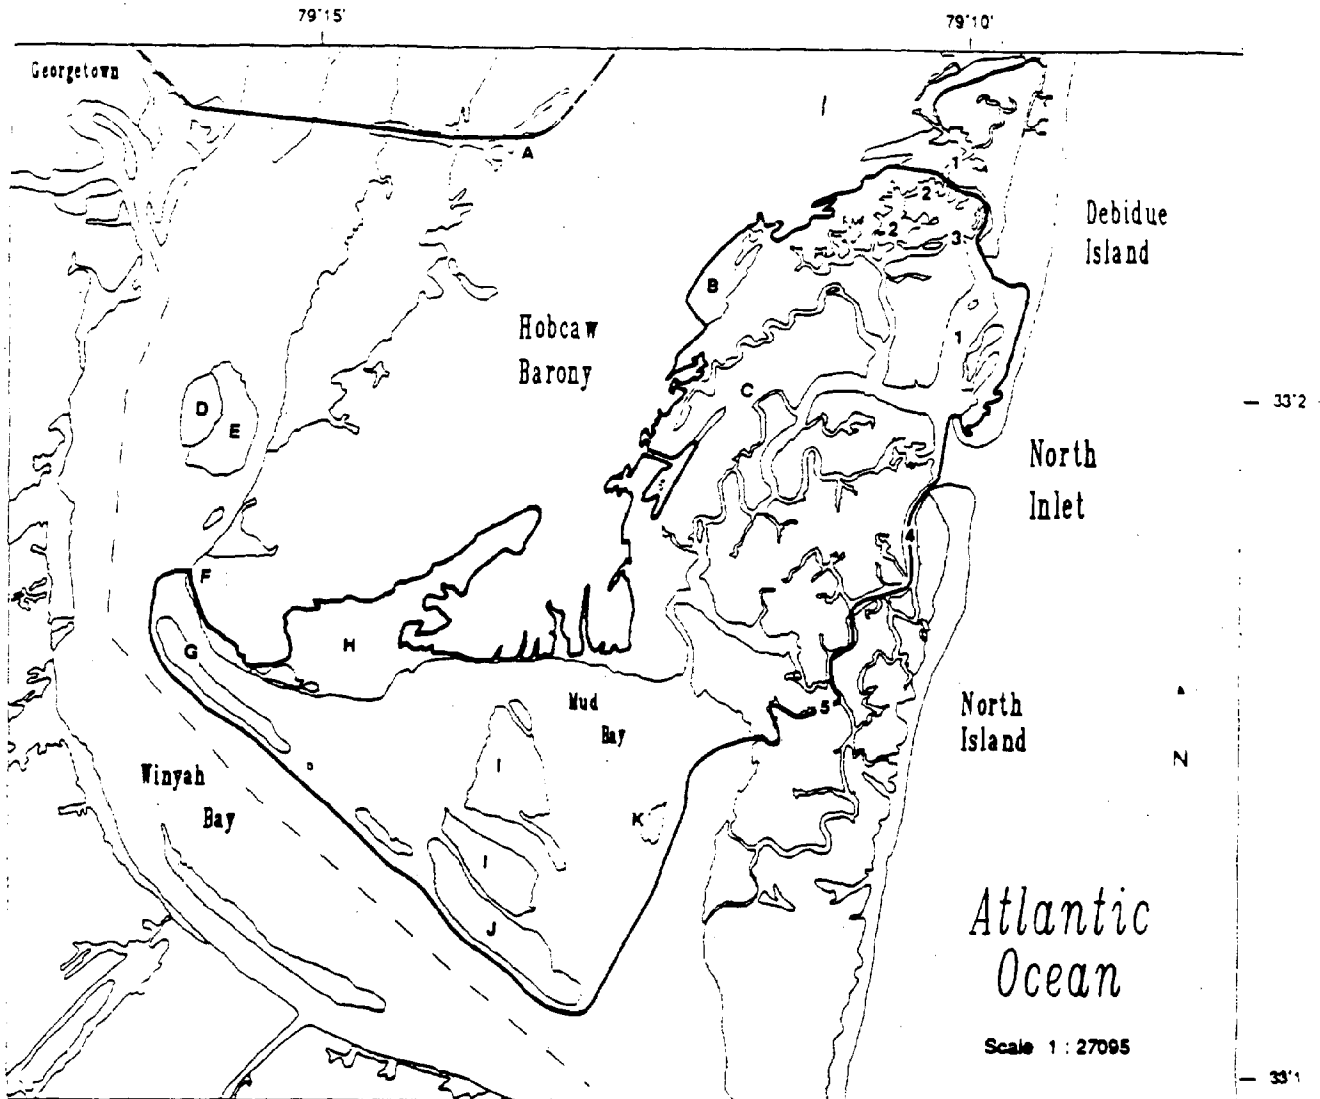 79°15'
79°10'
Georgetown
A
1
2
Debidue
Island
2
3
B
Hobcaw
Barony
1
C
33°2
D
E
North
Inlet
4
F
H
G
Mud
Bay
5
North
Island
N
I
Winyah
Bay
K
I
J
Atlantic
Ocean
Scale 1 : 27095
33°1